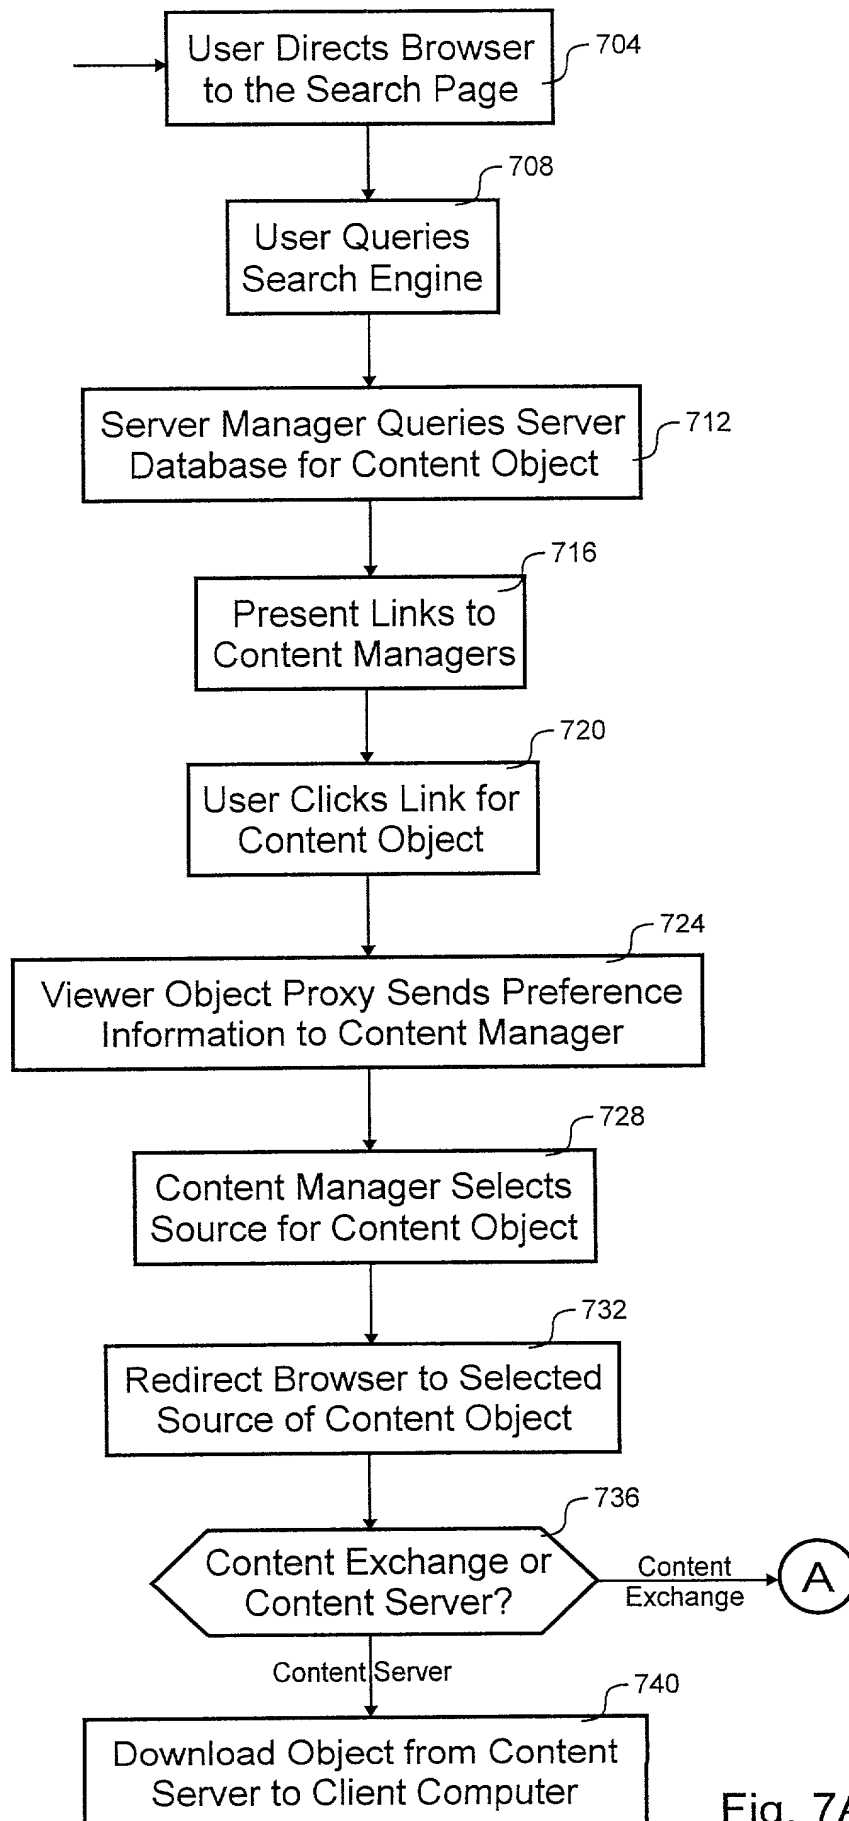 User Directs Browser
to the Search Page
704
708
User Queries
Search Engine
Server Manager Queries Server
Database for Content Object
712
716
Present Links to
Content Managers
720
User Clicks Link for
Content Object
724
Viewer Object Proxy Sends Preference
Information to Content Manager
728
Content Manager Selects
Source for Content Object
732
Redirect Browser to Selected
Source of Content Object
736
Content Exchange or
Content Server?
Content
Exchange
A
Content Server
740
Download Object from Content
Server to Client Computer
Fig. 7A